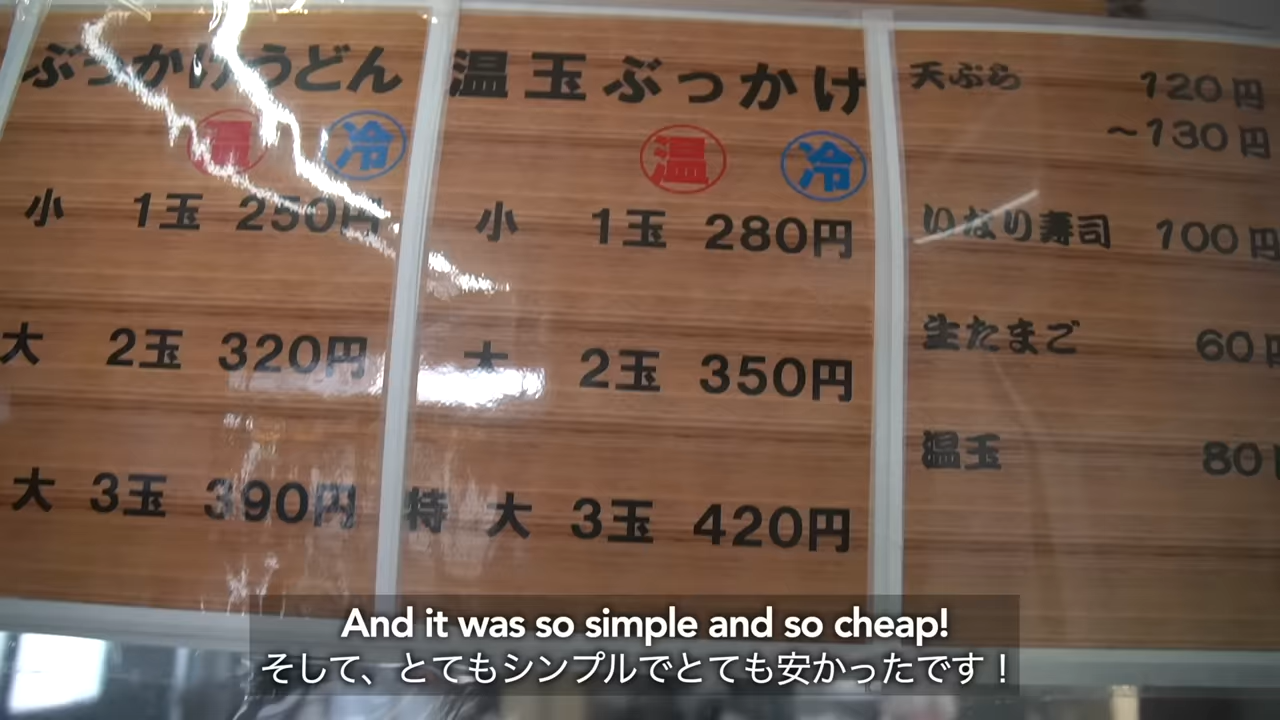 ぶっかけうどん
温 冷
小 1玉 250円
大 2玉 320円
大 3玉 390円
温玉ぶっかけ
温 冷
小 1玉 280円
大 2玉 350円
特大 3玉 420円
天ぷら 120円
～130円
いなり寿司 100円
生たまご 60円
温玉 80
And it was so simple and so cheap!
そして、とてもシンプルでとても安かったです！